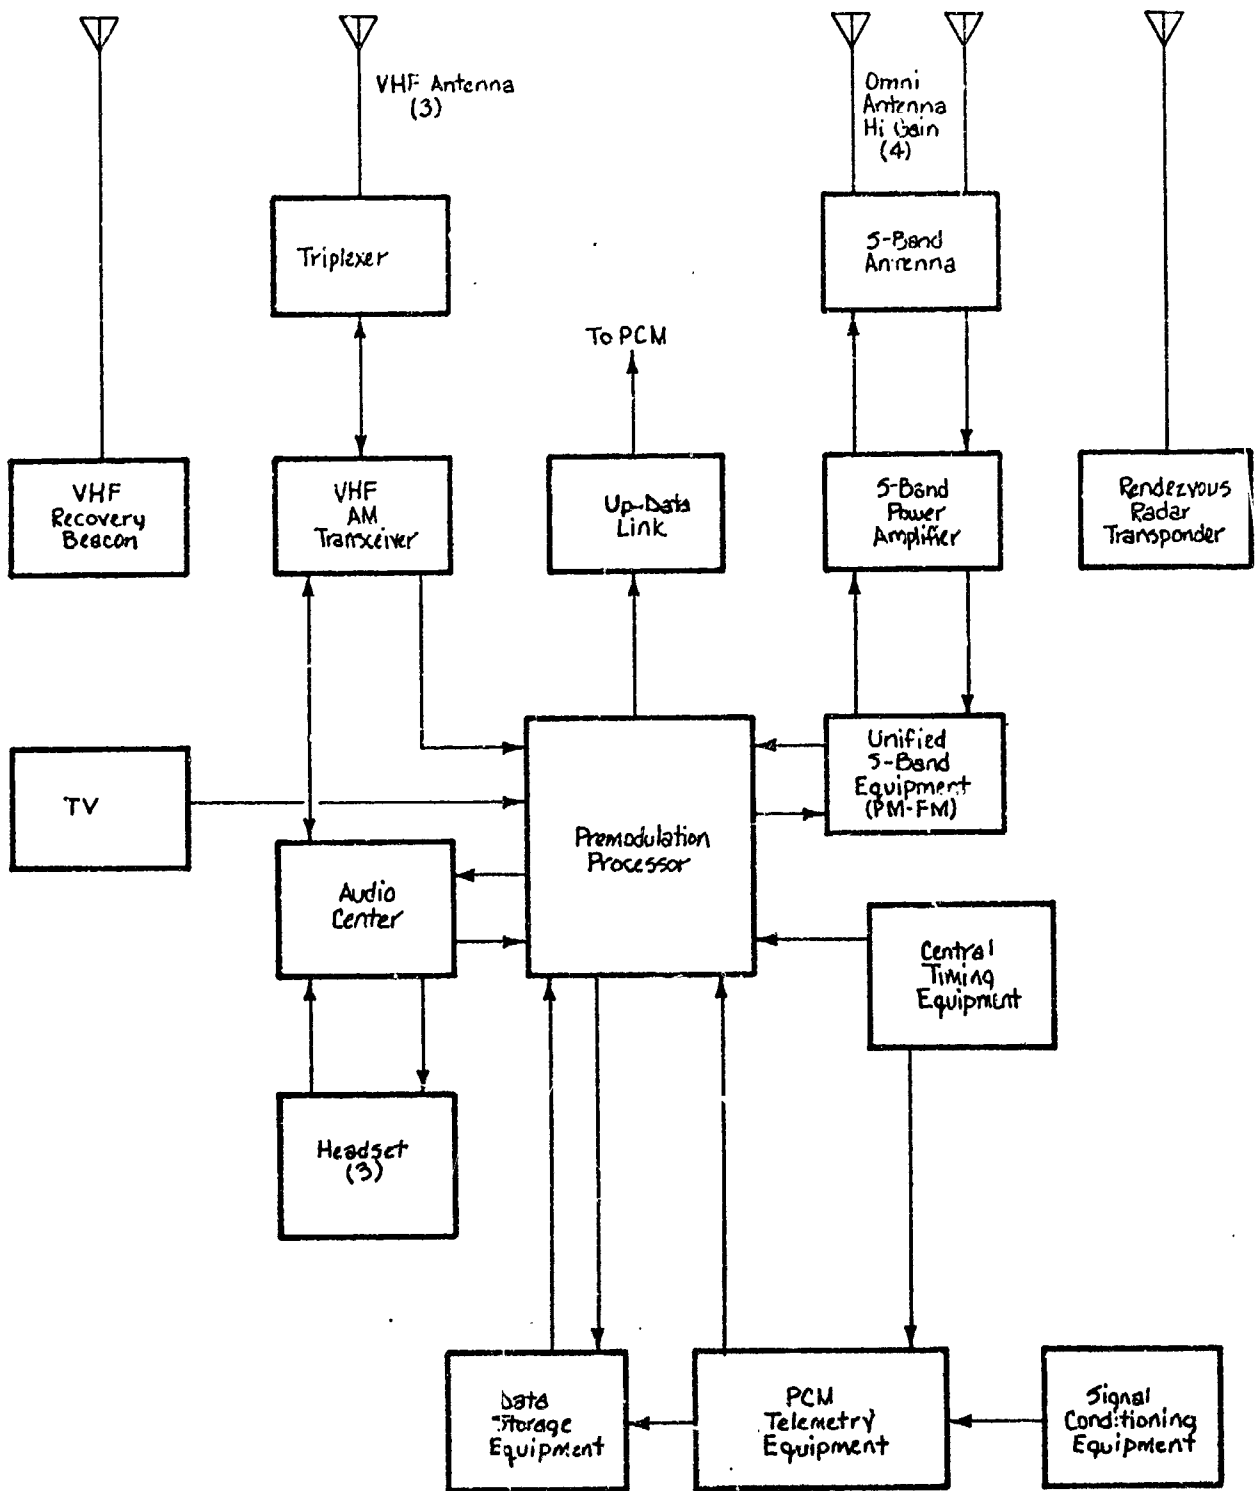 VHF Antenna
(3)
Omni
Antenna
Hi Gain
(4)
Triplexer
S-Band
Antenna
To PCM
VHF
Recovery
Beacon
VHF
AM
Transceiver
Up-Data
Link
S-Band
Power
Amplifier
Rendezvous
Radar
Transponder
TV
Premodulation
Processor
Unified
S-Band
Equipment
(PM-FM)
Audio
Center
Central
Timing
Equipment
Headset
(3)
Data
Storage
Equipment
PCM
Telemetry
Equipment
Signal
Conditioning
Equipment